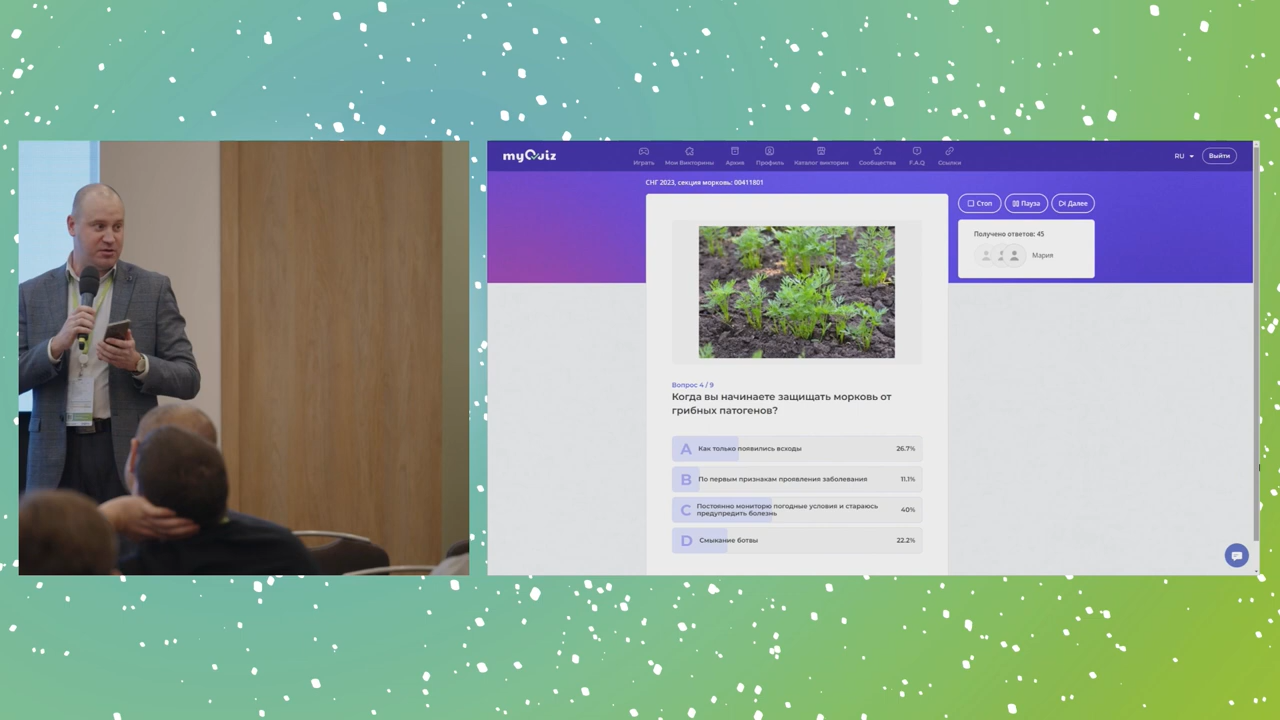 myQuiz
Играть
Мои Викторины
Архив
Профиль
Каталог викторин
Сообщества
F.A.Q
Ссылки
RU
Выйти
СНГ 2023, секция морковь: 00411801
Стоп
Пауза
Далее
Получено ответов: 45
Мария
Вопрос 4 / 9
Когда вы начинаете защищать морковь от
грибных патогенов?
A Как только появились всходы 26.7%
B По первым признакам проявления заболевания 11.1%
C Постоянно мониторю погодные условия и стараюсь
предупредить болезнь 40%
D Смыкание ботвы 22.2%